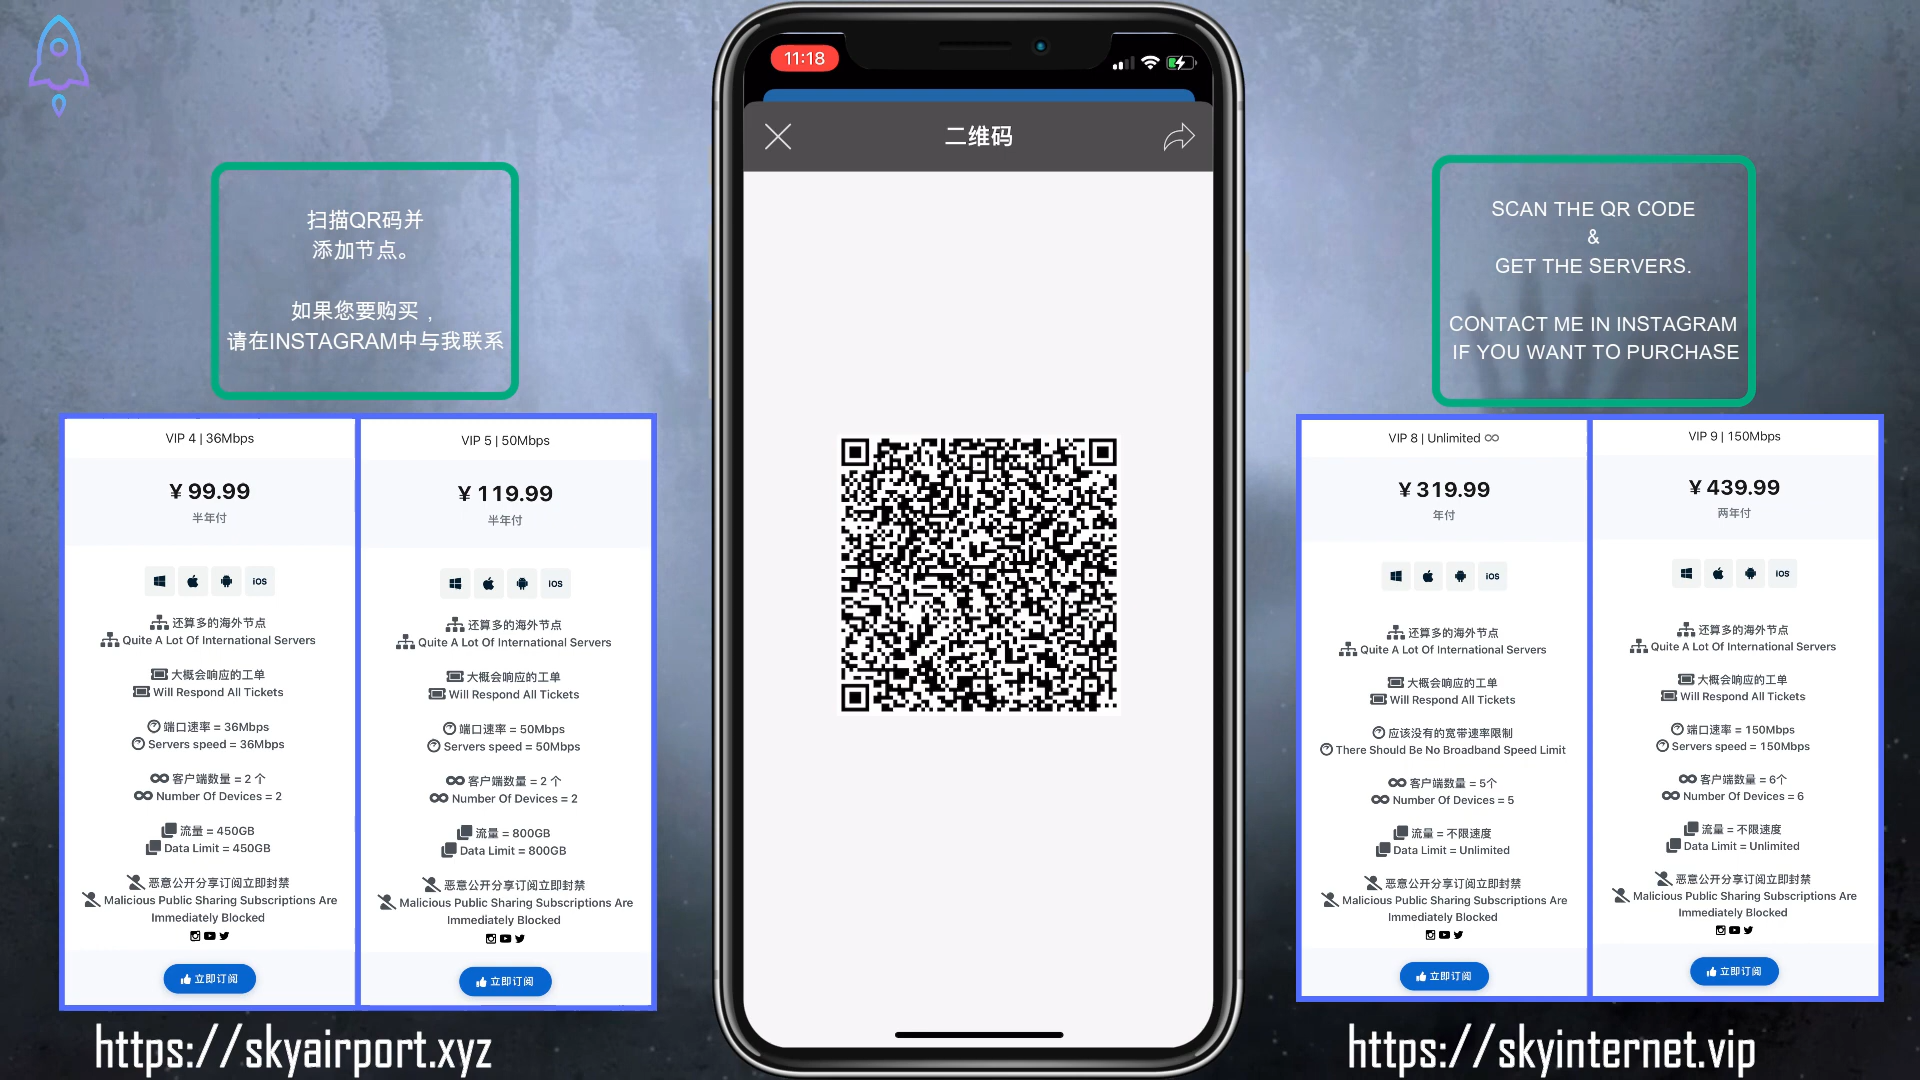 11:18
二维码
扫描QR码并
添加节点。
如果您要购买，
请在INSTAGRAM中与我联系
SCAN THE QR CODE
&
GET THE SERVERS.
CONTACT ME IN INSTAGRAM
IF YOU WANT TO PURCHASE
VIP 4 | 36Mbps
¥ 99.99
半年付
iOS
还算多的海外节点
Quite A Lot Of International Servers
大概会响应的工单
Will Respond All Tickets
端口速率 = 36Mbps
Servers speed = 36Mbps
客户端数量 = 2 个
Number Of Devices = 2
流量 = 450GB
Data Limit = 450GB
恶意公开分享订阅立即封禁
Malicious Public Sharing Subscriptions Are
Immediately Blocked
立即订阅
VIP 5 | 50Mbps
¥ 119.99
半年付
iOS
还算多的海外节点
Quite A Lot Of International Servers
大概会响应的工单
Will Respond All Tickets
端口速率 = 50Mbps
Servers speed = 50Mbps
客户端数量 = 2 个
Number Of Devices = 2
流量 = 800GB
Data Limit = 800GB
恶意公开分享订阅立即封禁
Malicious Public Sharing Subscriptions Are
Immediately Blocked
立即订阅
VIP 8 | Unlimited ∞
¥ 319.99
年付
iOS
还算多的海外节点
Quite A Lot Of International Servers
大概会响应的工单
Will Respond All Tickets
应该没有的宽带速率限制
There Should Be No Broadband Speed Limit
客户端数量 = 5个
Number Of Devices = 5
流量 = 不限速度
Data Limit = Unlimited
恶意公开分享订阅立即封禁
Malicious Public Sharing Subscriptions Are
Immediately Blocked
立即订阅
VIP 9 | 150Mbps
¥ 439.99
两年付
iOS
还算多的海外节点
Quite A Lot Of International Servers
大概会响应的工单
Will Respond All Tickets
端口速率 = 150Mbps
Servers speed = 150Mbps
客户端数量 = 6个
Number Of Devices = 6
流量 = 不限速度
Data Limit = Unlimited
恶意公开分享订阅立即封禁
Malicious Public Sharing Subscriptions Are
Immediately Blocked
立即订阅
https://skyairport.xyz
https://skyinternet.vip